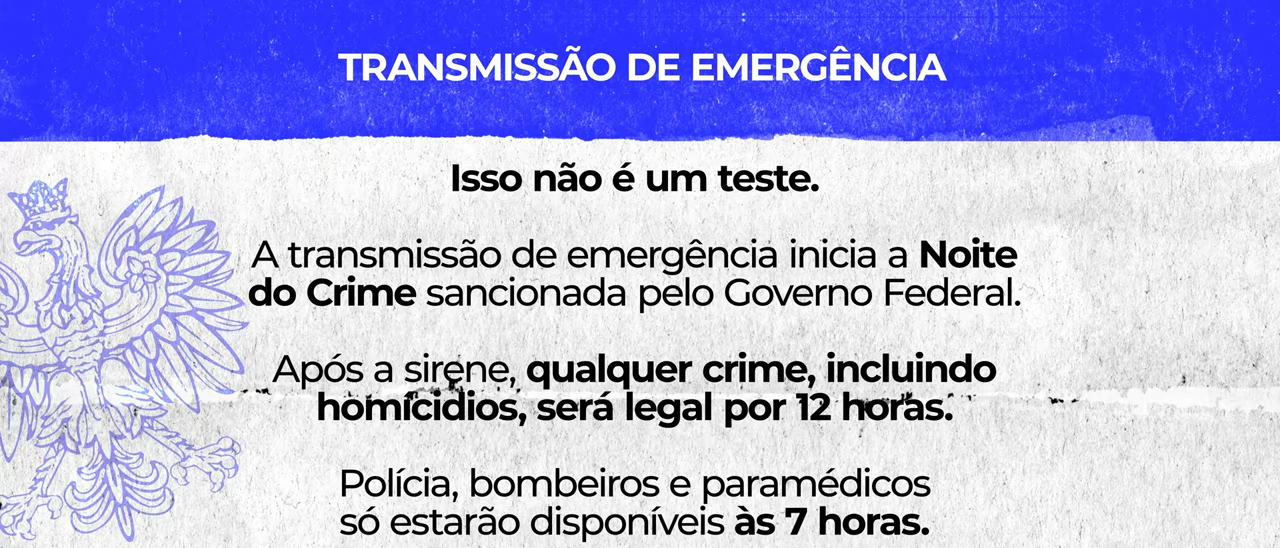 TRANSMISSÃO DE EMERGÊNCIA
Isso não é um teste.
A transmissão de emergência inicia a Noite
do Crime sancionada pelo Governo Federal.
Após a sirene, qualquer crime, incluindo
homicidios, será legal por 12 horas.
Polícia, bombeiros e paramédicos
só estarão disponíveis às 7 horas.